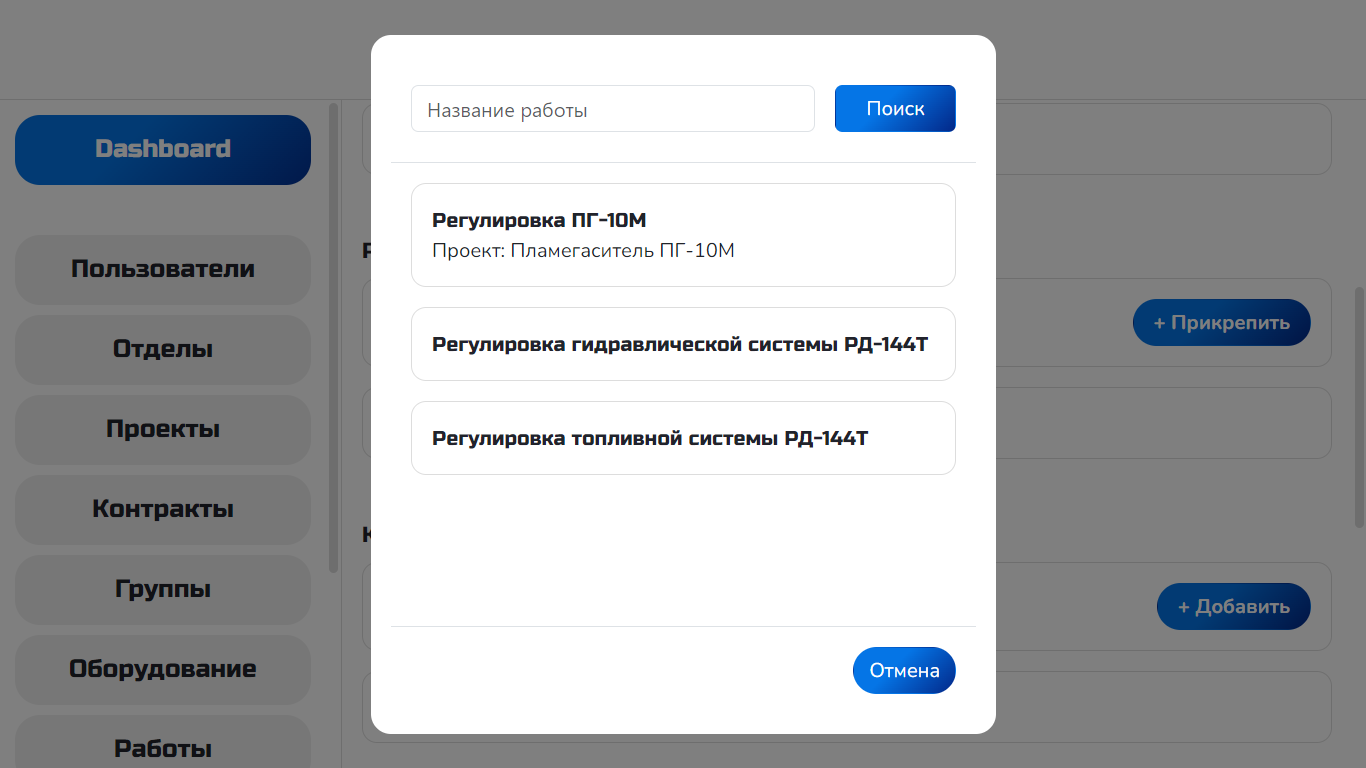 Название работы
Поиск
Dashboard
Пользователи
Отделы
Проекты
Контракты
Группы
Оборудование
Работы
Регулировка ПГ-10М
Проект: Пламегаситель ПГ-10М
Регулировка гидравлической системы РД-144Т
Регулировка топливной системы РД-144Т
Отмена
+ Прикрепить
+ Добавить